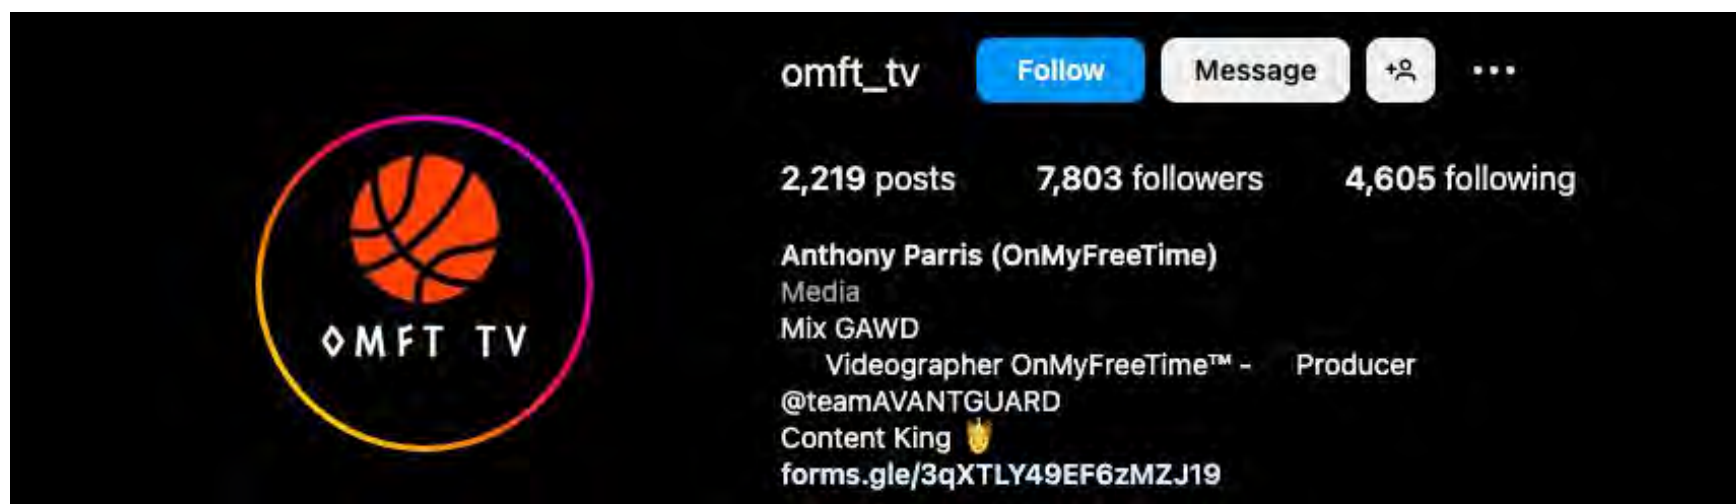 omft_tv Follow Message
2,219 posts 7,803 followers 4,605 following
Anthony Parris (OnMyFreeTime)
Media
Mix GAWD
Videographer OnMyFreeTime™ - Producer
@teamAVANTGUARD
Content King
forms.gle/3qXTLY49EF6zMZJ19
OMFT TV